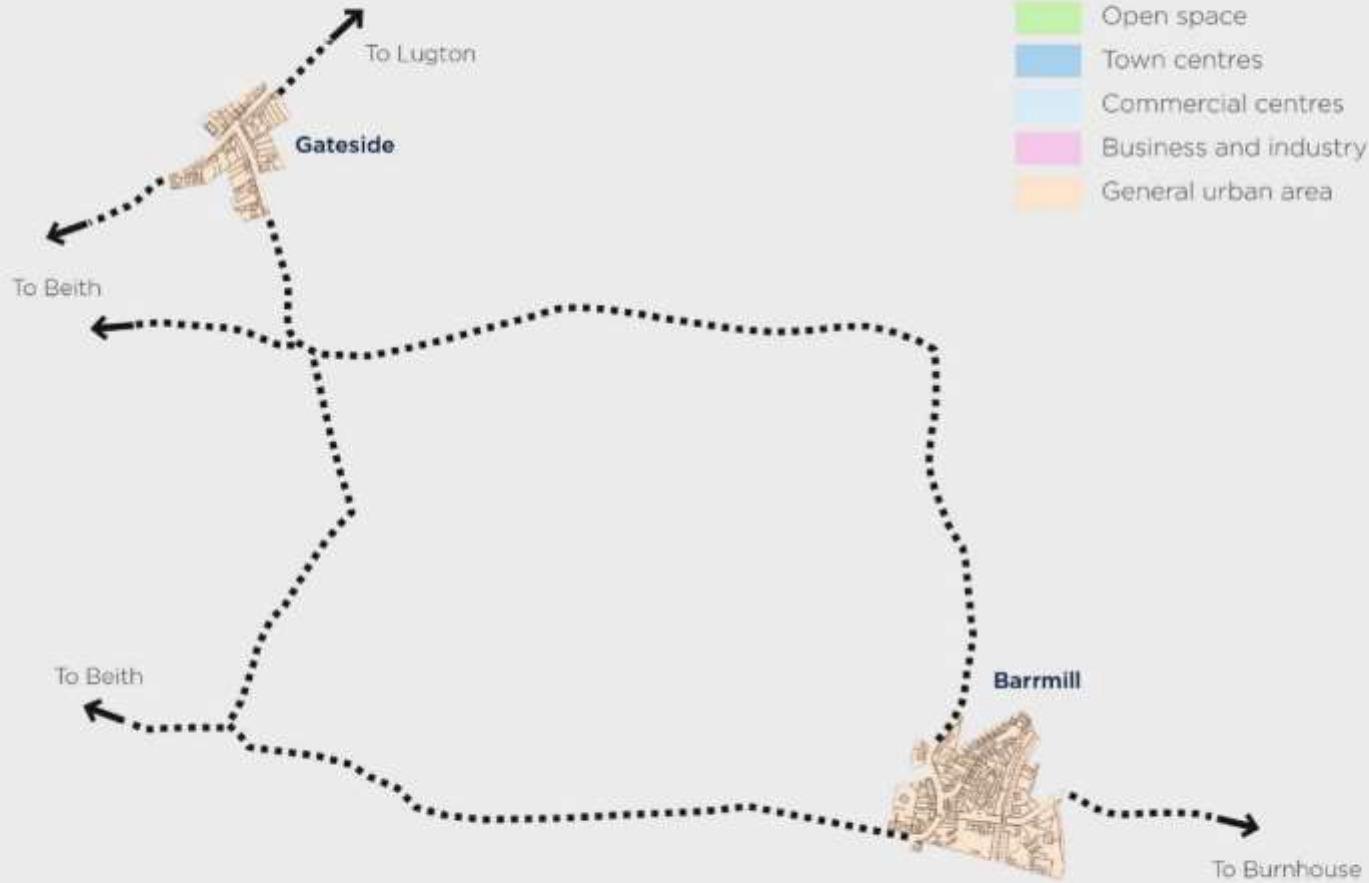 Open space
To Lugton
Town centres
Commercial centres
Gateside
Business and industry
General urban area
To Beith
To Beith
Barrmill
To Burnhouse